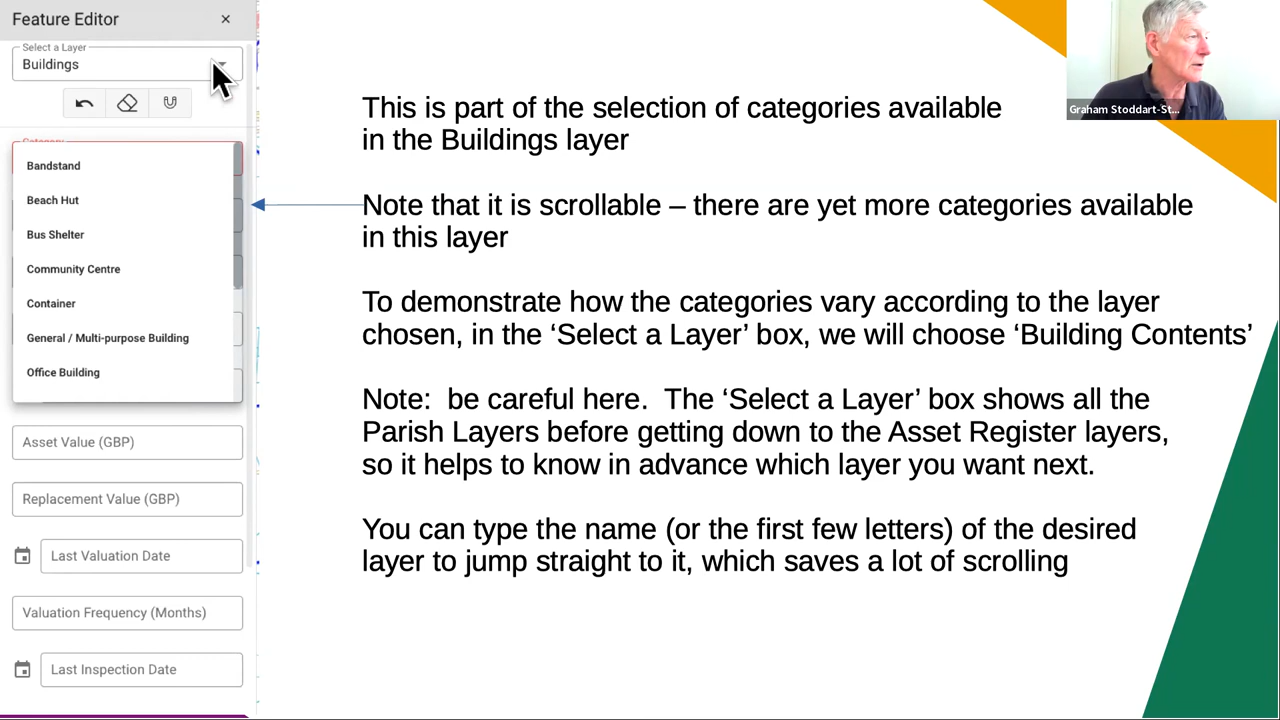 Feature Editor
Select a Layer
Buildings
Bandstand
Beach Hut
Bus Shelter
Community Centre
Container
General / Multi-purpose Building
Office Building
Asset Value (GBP)
Replacement Value (GBP)
Last Valuation Date
Valuation Frequency (Months)
Last Inspection Date
This is part of the selection of categories available
in the Buildings layer
Note that it is scrollable – there are yet more categories available
in this layer
To demonstrate how the categories vary according to the layer
chosen, in the ‘Select a Layer’ box, we will choose ‘Building Contents’
Note:  be careful here.  The ‘Select a Layer’ box shows all the
Parish Layers before getting down to the Asset Register layers,
so it helps to know in advance which layer you want next.
You can type the name (or the first few letters) of the desired
layer to jump straight to it, which saves a lot of scrolling
Graham Stoddart-St...